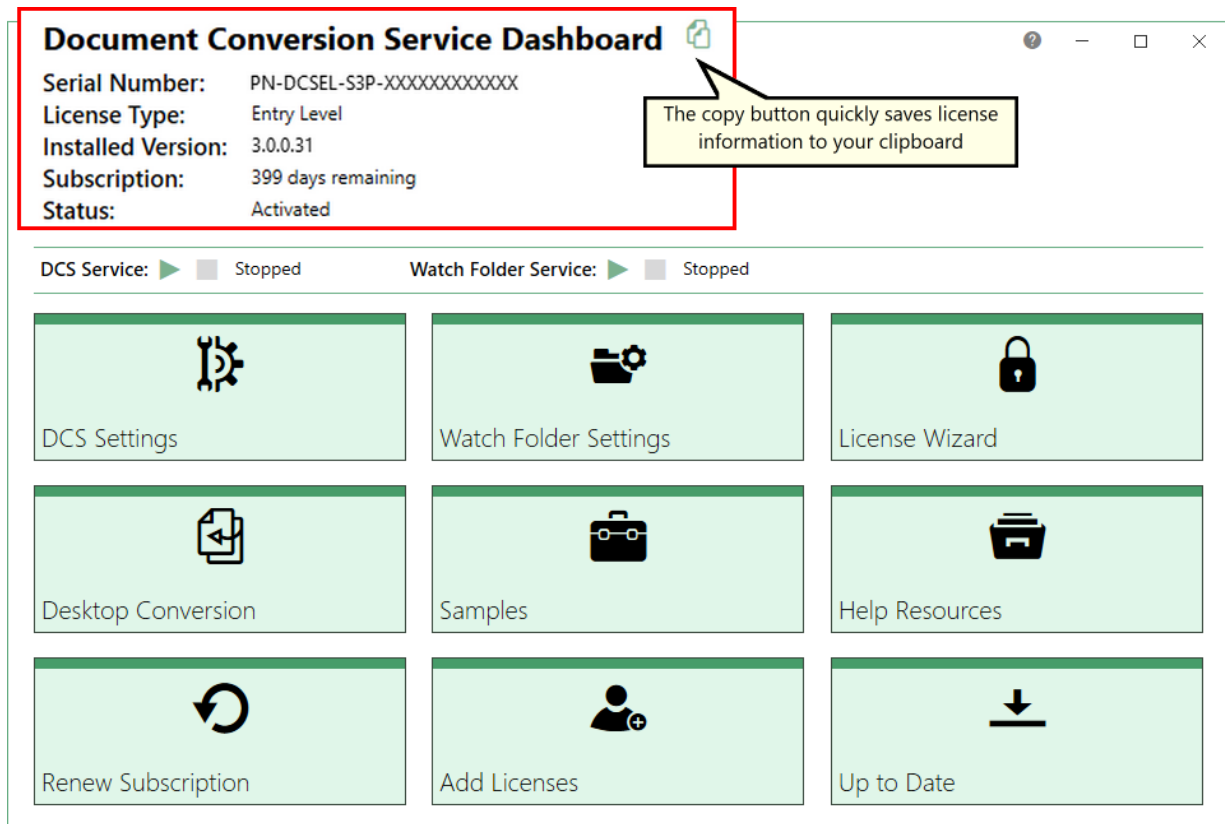 Document Conversion Service Dashboard
Serial Number: PN-DCSEL-S3P-XXXXXXXXXXXX
License Type: Entry Level
Installed Version: 3.0.0.31
Subscription: 399 days remaining
Status: Activated
The copy button quickly saves license
information to your clipboard
DCS Service: Stopped Watch Folder Service: Stopped
DCS Settings Watch Folder Settings License Wizard
Desktop Conversion Samples Help Resources
Renew Subscription Add Licenses Up to Date